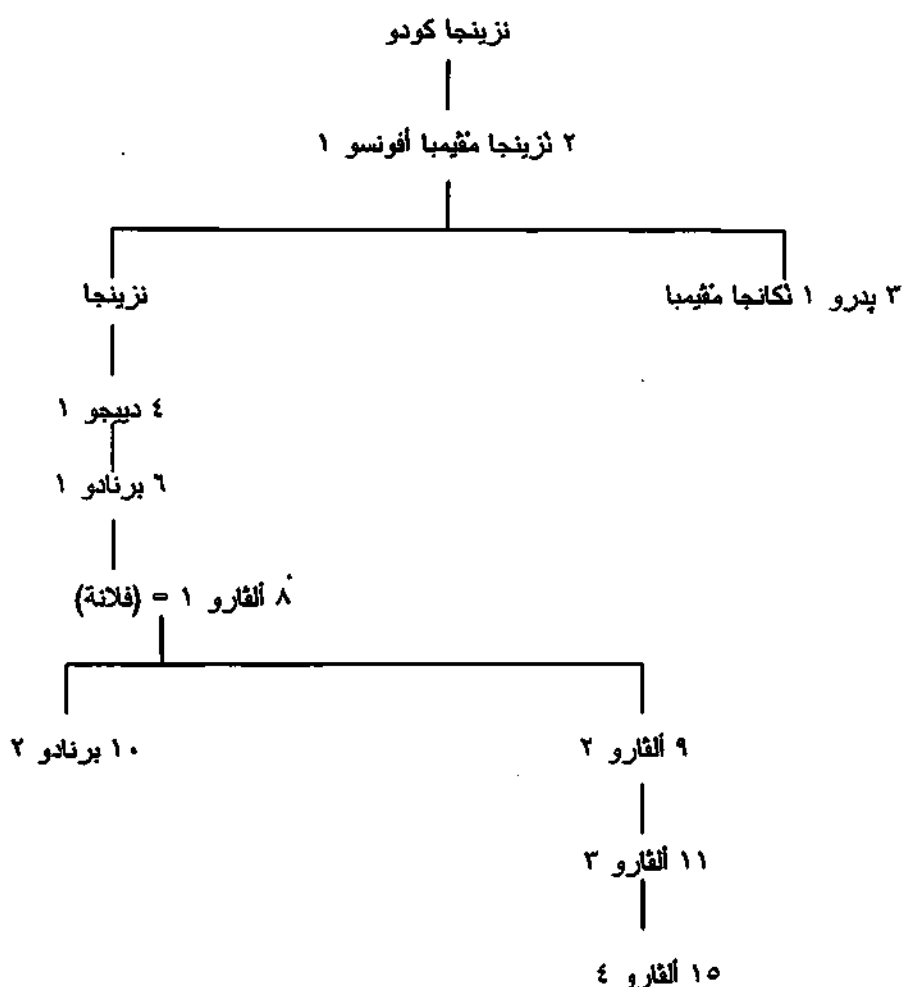 نزينجا كودو
٢ نزينجا مڤيمبا أفونسو ١
٣ پدرو ١ نكانجا مڤيمبا
نزينجا
٤ دييجو ١
٦ برنادو ١
٨ ألڤارو ١ = (فلانة)
٩ ألڤارو ٢
١٠ برنادو ٢
١١ ألڤارو ٣
١٥ ألڤارو ٤